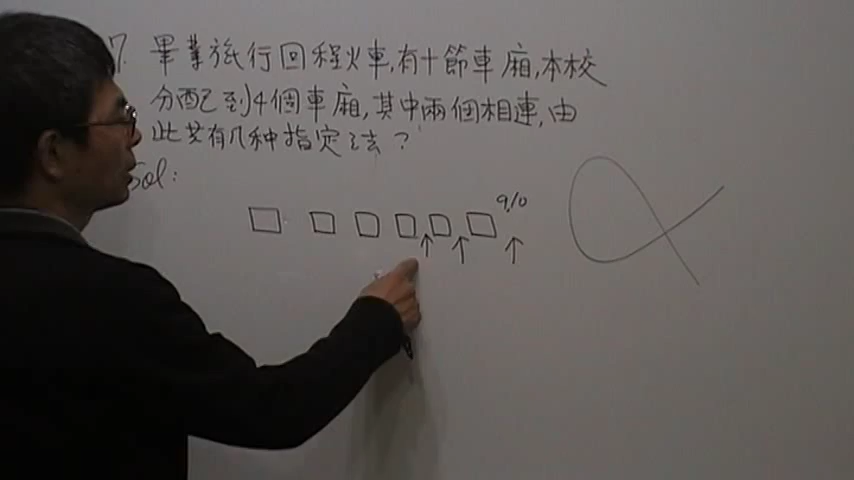 7. 畢業旅行回程火車,有十節車廂,本校
分配到4個車廂,其中兩個相連,由
此共有几种指定法?
Sol:
9,10